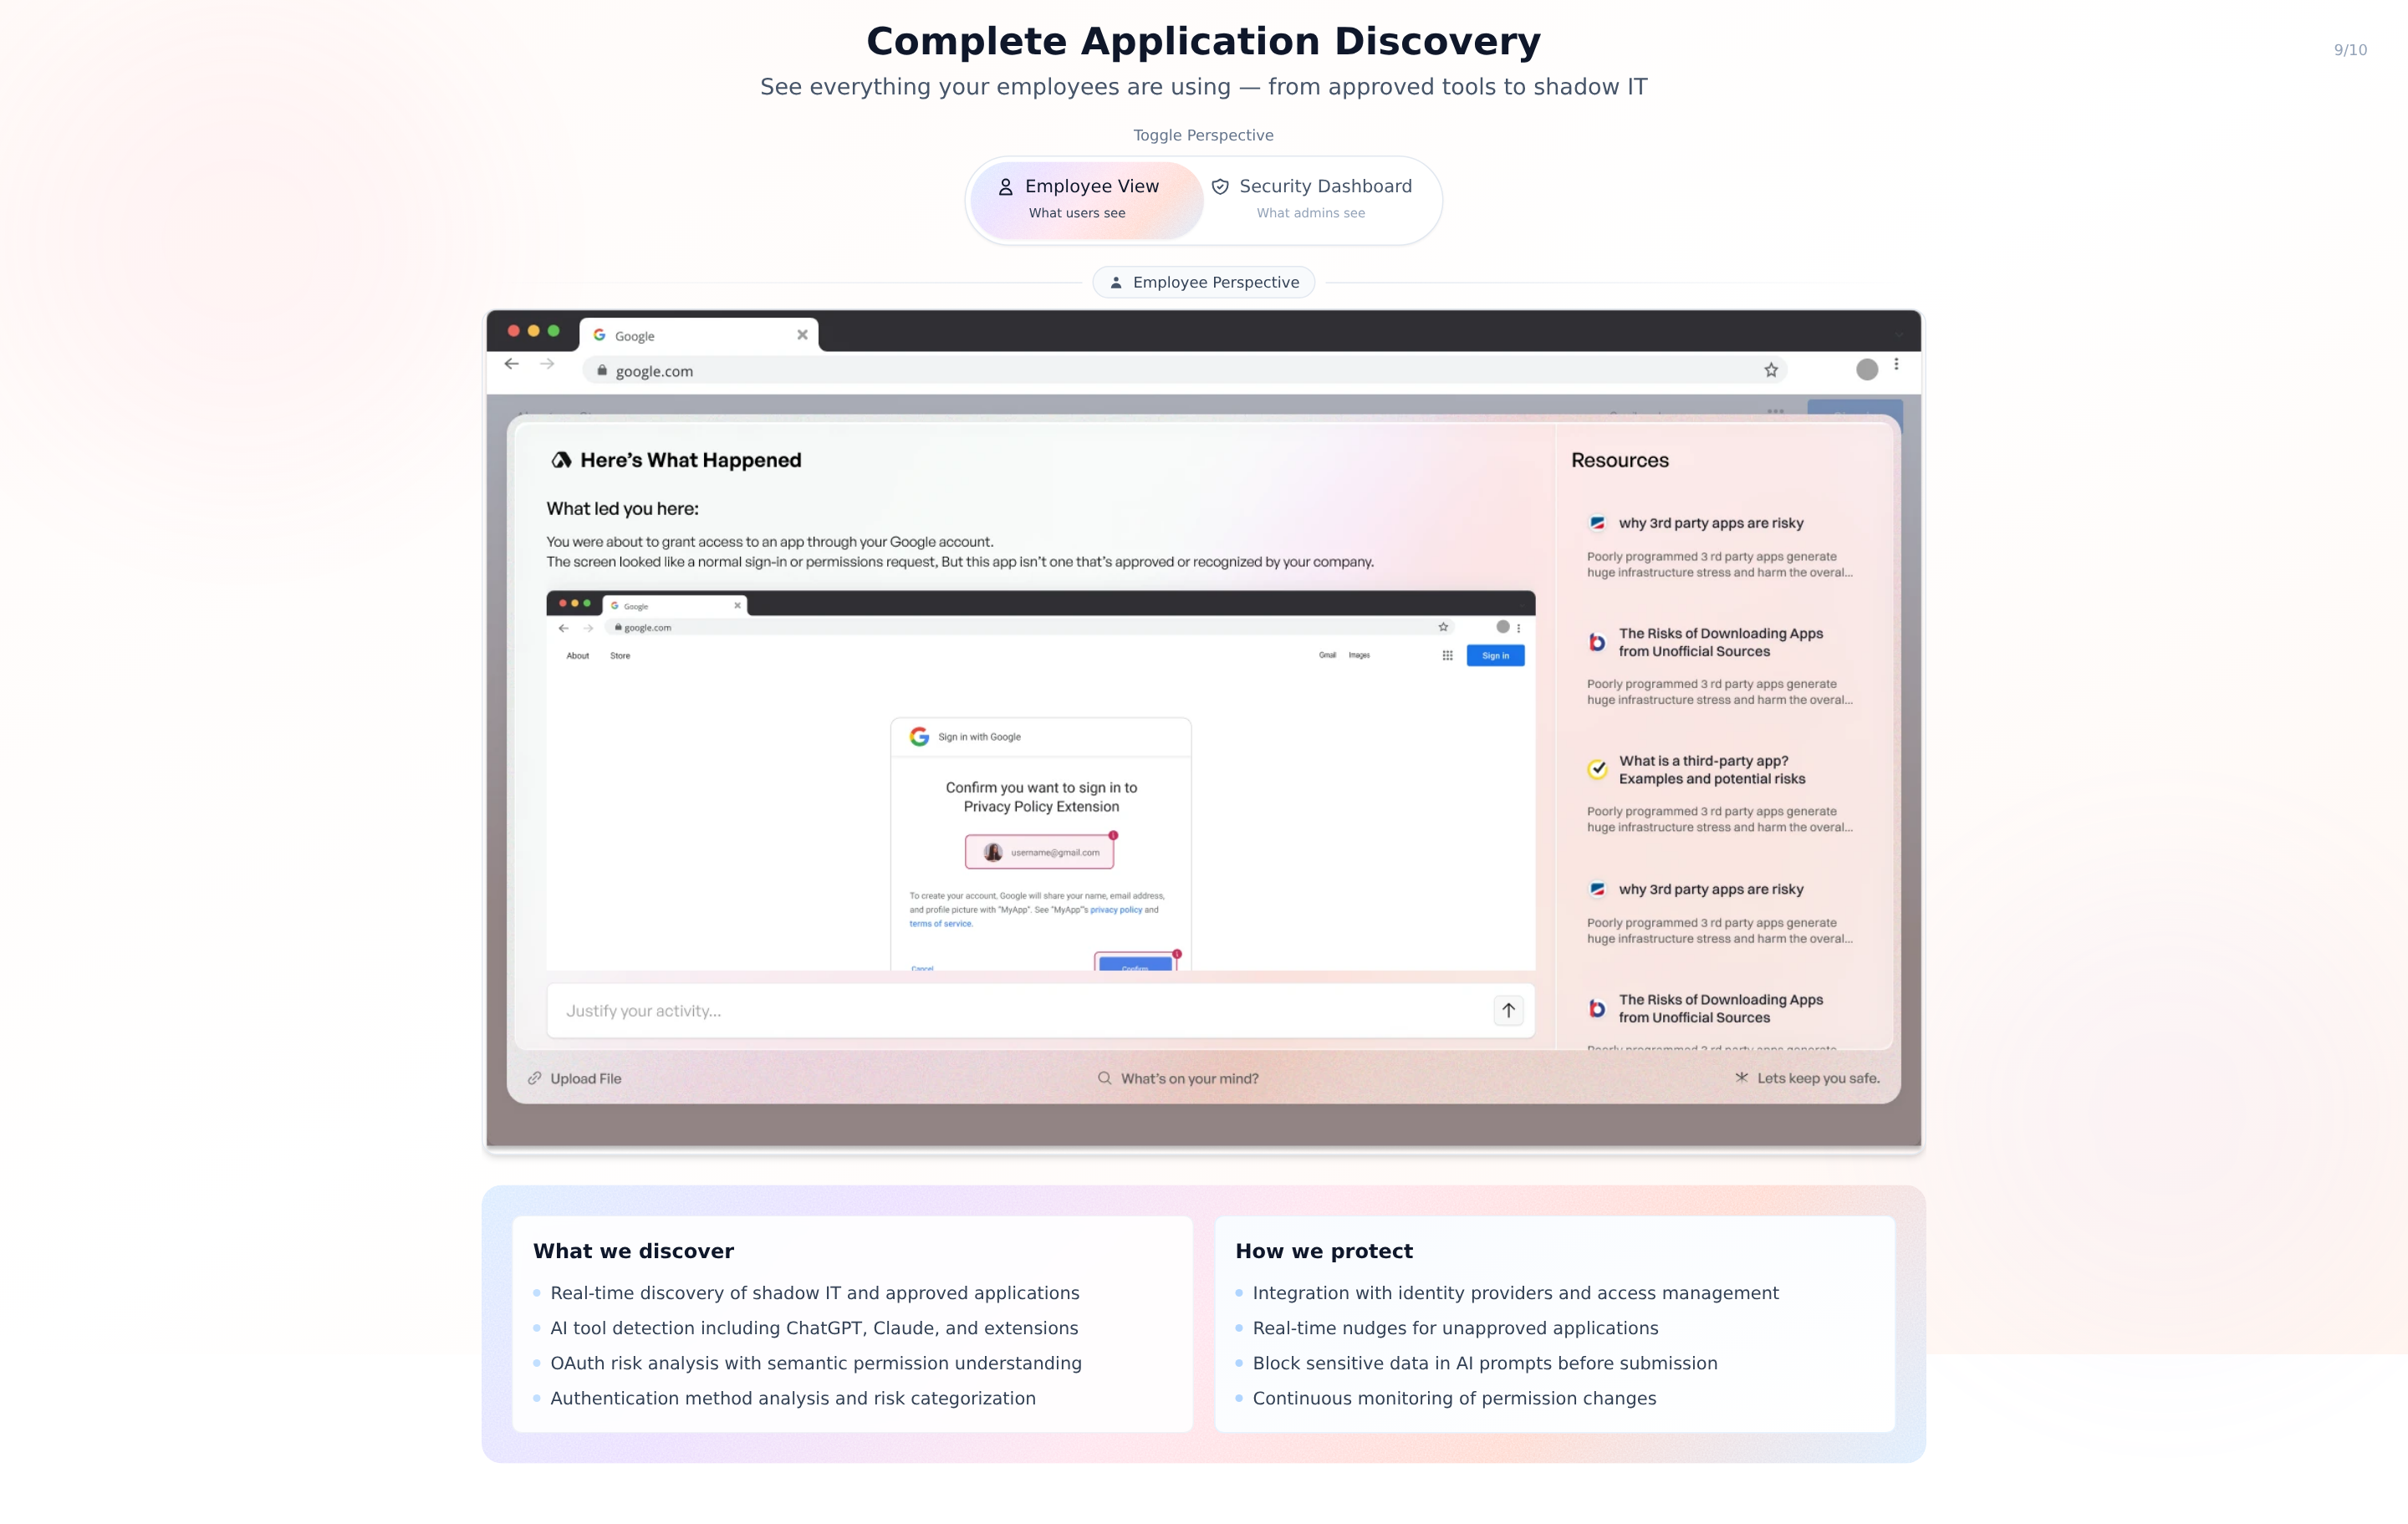 Complete Application Discovery
9/10
See everything your employees are using — from approved tools to shadow IT
Toggle Perspective
Employee View
What users see
Security Dashboard
What admins see
Employee Perspective
Google
google.com
Here's What Happened
What led you here:
You were about to grant access to an app through your Google account.
The screen looked like a normal sign-in or permissions request, But this app isn't one that's approved or recognized by your company.
Google
google.com
About
Store
Gmail
Images
Sign in
Sign in with Google
Confirm you want to sign in to
Privacy Policy Extension
username@gmail.com
To create your account, Google will share your name, email address,
and profile picture with "MyApp". See "MyApp"'s privacy policy and
terms of service.
Cancel
Confirm
Justify your activity...
Resources
why 3rd party apps are risky
Poorly programmed 3 rd party apps generate
huge infrastructure stress and harm the overal...
The Risks of Downloading Apps
from Unofficial Sources
Poorly programmed 3 rd party apps generate
huge infrastructure stress and harm the overal...
What is a third-party app?
Examples and potential risks
Poorly programmed 3 rd party apps generate
huge infrastructure stress and harm the overal...
why 3rd party apps are risky
Poorly programmed 3 rd party apps generate
huge infrastructure stress and harm the overal...
The Risks of Downloading Apps
from Unofficial Sources
Poorly programmed 3 rd party apps generate
Upload File
What's on your mind?
Lets keep you safe.
What we discover
Real-time discovery of shadow IT and approved applications
AI tool detection including ChatGPT, Claude, and extensions
OAuth risk analysis with semantic permission understanding
Authentication method analysis and risk categorization
How we protect
Integration with identity providers and access management
Real-time nudges for unapproved applications
Block sensitive data in AI prompts before submission
Continuous monitoring of permission changes